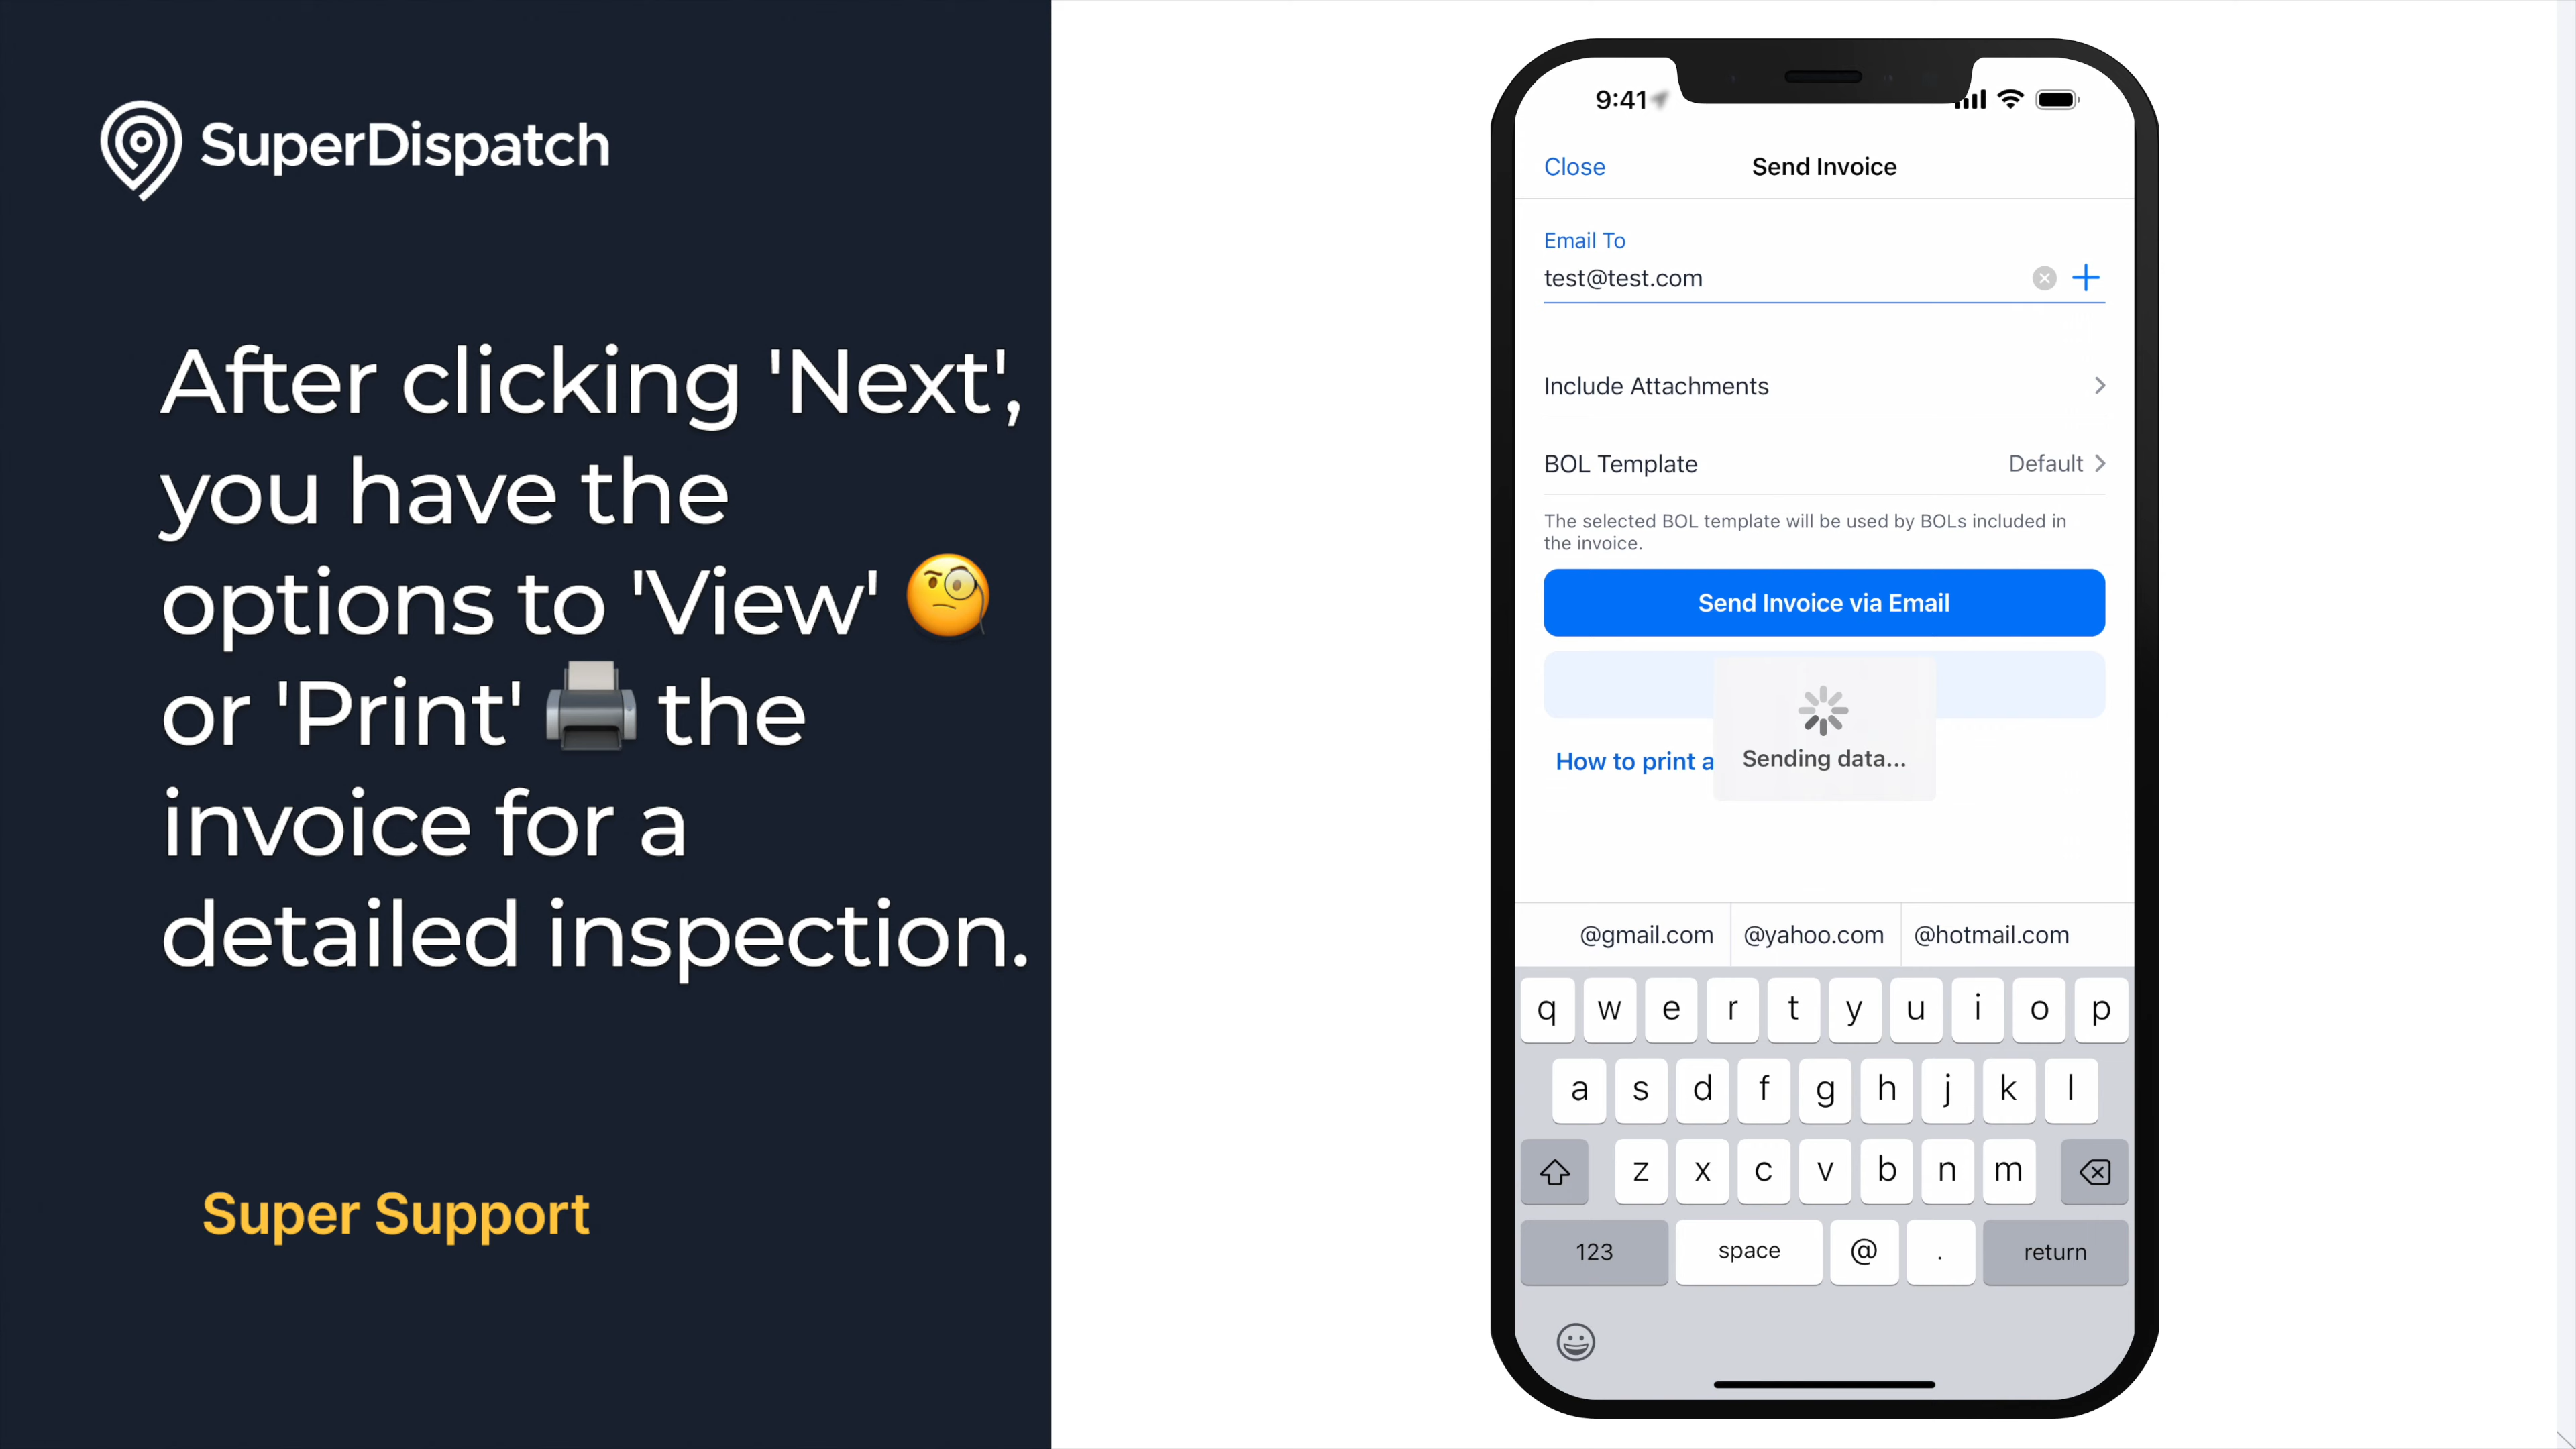 SuperDispatch
After clicking 'Next',
you have the
options to 'View' 🧐
or 'Print' 🖨️ the
invoice for a
detailed inspection.
Super Support
9:41
Close Send Invoice
Email To
test@test.com
Include Attachments
BOL Template Default
The selected BOL template will be used by BOLs included in
the invoice.
Send Invoice via Email
Sending data...
How to print a
@gmail.com @yahoo.com @hotmail.com
q w e r t y u i o p
a s d f g h j k l
z x c v b n m
123 space @ . return